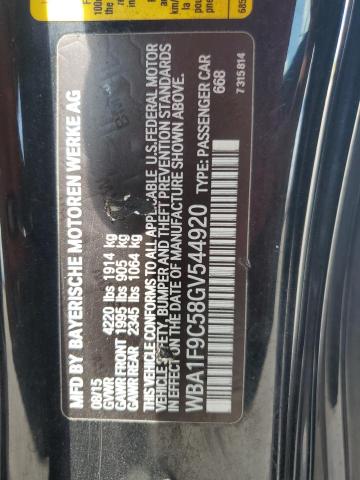 MFD BY BAYERISCHE MOTOREN WERKE AG
08/15
GVWR 4220 lbs 1914 kg
GAWR FRONT 1995 lbs 905 kg
GAWR REAR 2345 lbs 1064 kg
THIS VEHICLE CONFORMS TO ALL APPLICABLE U.S. FEDERAL MOTOR
VEHICLE SAFETY, BUMPER AND THEFT PREVENTION STANDARDS
IN EFFECT ON THE DATE OF MANUFACTURE SHOWN ABOVE.
WBA1F9C58GV544920 TYPE: PASSENGER CAR
668
7 315 814